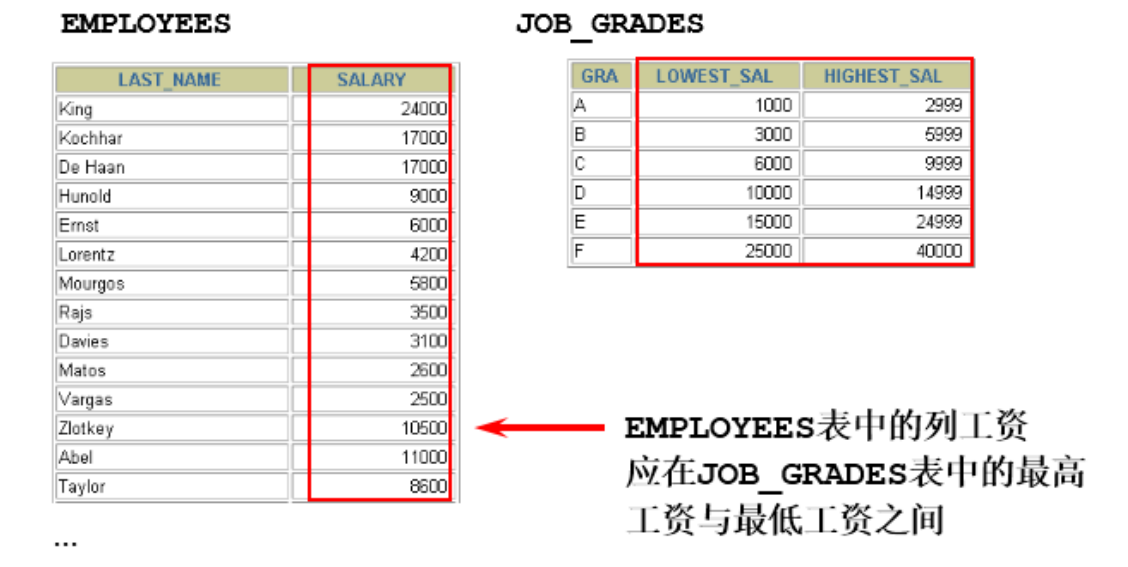 EMPLOYEES
LAST_NAME SALARY
King 24000
Kochhar 17000
De Haan 17000
Hunold 9000
Ernst 6000
Lorentz 4200
Mourgos 5800
Rajs 3500
Davies 3100
Matos 2600
Vargas 2500
Zlotkey 10500
Abel 11000
Taylor 8600
...
JOB_GRADES
GRA LOWEST_SAL HIGHEST_SAL
A 1000 2999
B 3000 5999
C 6000 9999
D 10000 14999
E 15000 24999
F 25000 40000
EMPLOYEES表中的列工资
应在JOB_GRADES表中的最高
工资与最低工资之间